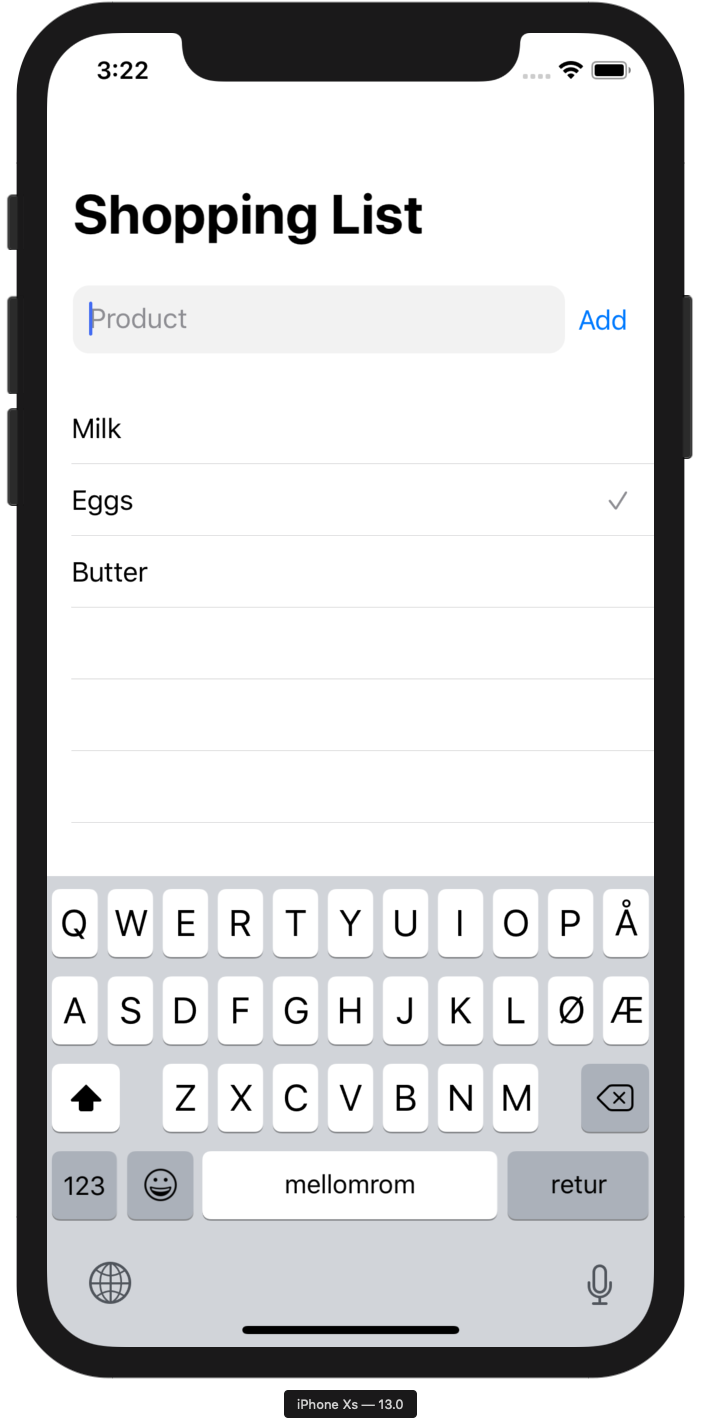 3:22
Shopping List
Product Add
Milk
Eggs
Butter
Q W E R T Y U I O P Å
A S D F G H J K L Ø Æ
Z X C V B N M
123 mellomrom retur
iPhone Xs — 13.0